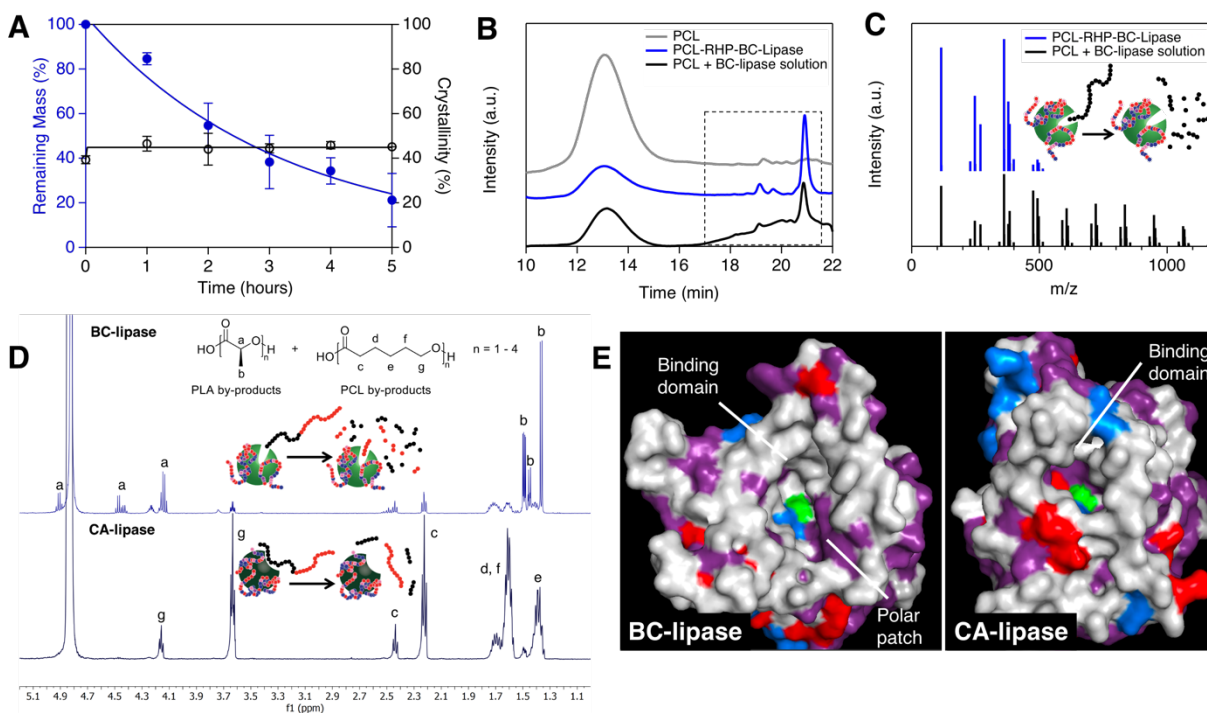 A
Remaining Mass (%)
100
80
60
40
20
0
0 1 2 3 4 5
Time (hours)
100
80
60
40
20
0
Crystallinity (%)
B
PCL
PCL-RHP-BC-Lipase
PCL + BC-lipase solution
Intensity (a.u.)
10 12 14 16 18 20 22
Time (min)
C
PCL-RHP-BC-Lipase
PCL + BC-lipase solution
Intensity (a.u.)
0 500 1000
m/z
D
BC-lipase
O
HO
a
O
n
H
b
+
O
HO
d f
c e g
O
n
H
n = 1 - 4
PLA by-products
PCL by-products
a
a
a
b
b
b
CA-lipase
g
g
c
c
d, f
e
5.1 4.9 4.7 4.5 4.3 4.1 3.9 3.7 3.5 3.3 3.1 2.9 2.7 2.5 2.3 2.1 1.9 1.7 1.5 1.3 1.1
f1 (ppm)
E
Binding
domain
Polar
patch
BC-lipase
Binding
domain
CA-lipase